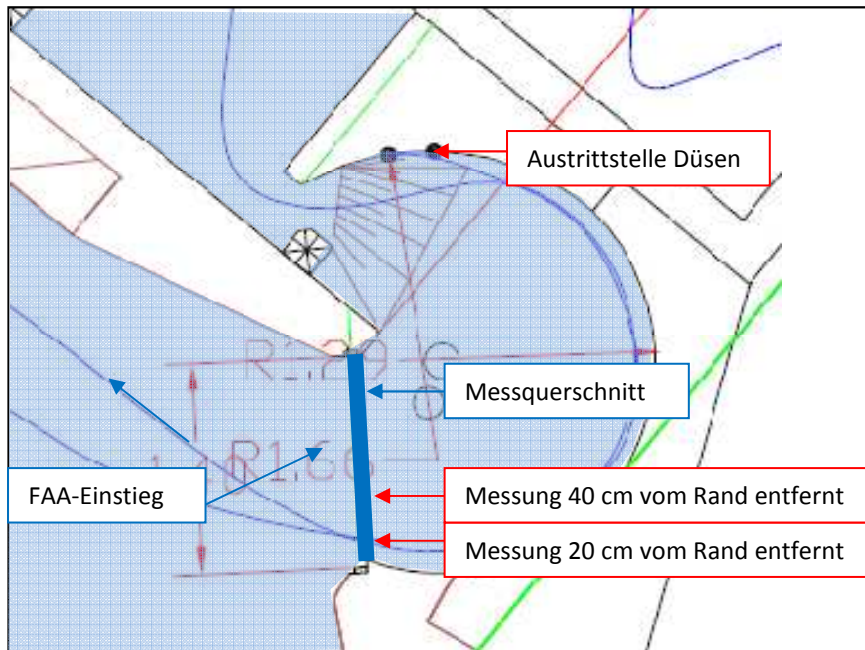 Austrittstelle Düsen
R1.20
Messquerschnitt
R1.66
FAA-Einstieg
Messung 40 cm vom Rand entfernt
Messung 20 cm vom Rand entfernt